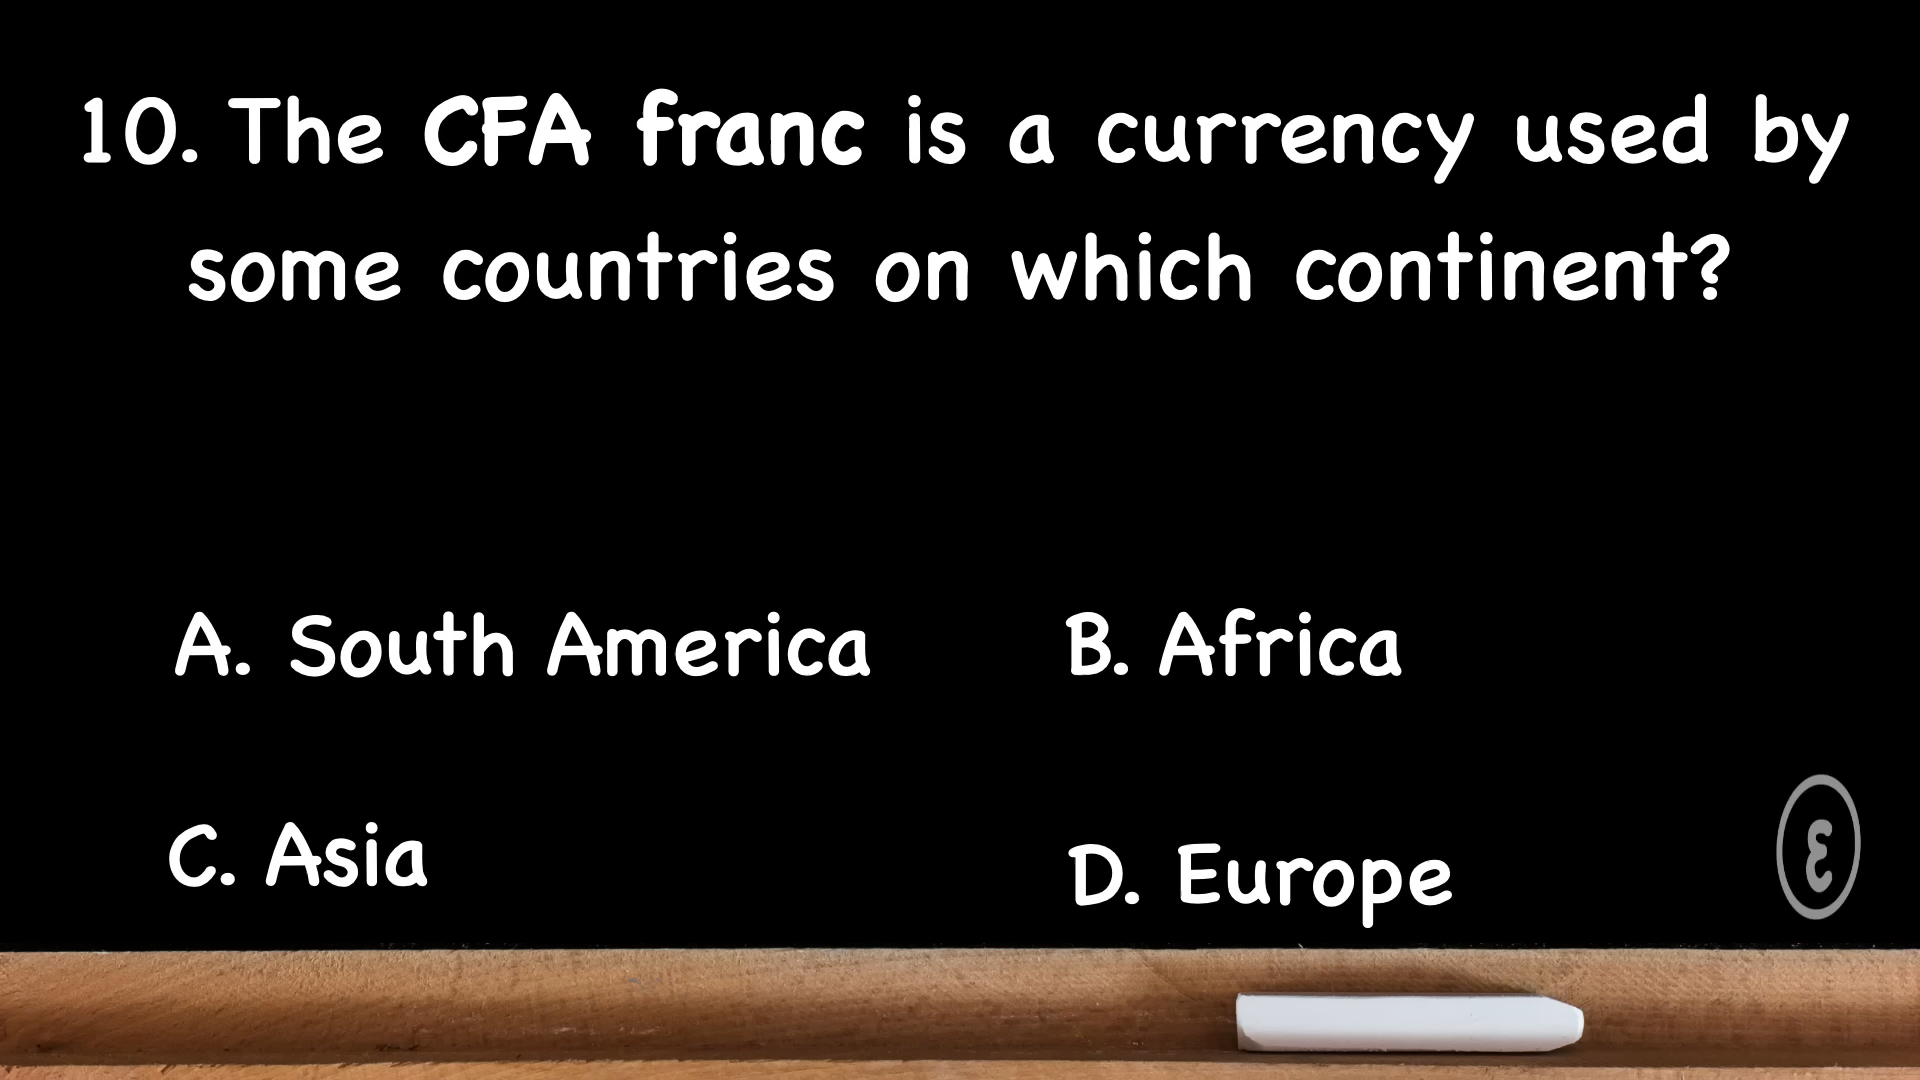 10. The CFA franc is a currency used by
some countries on which continent?
A. South America
B. Africa
C. Asia
D. Europe